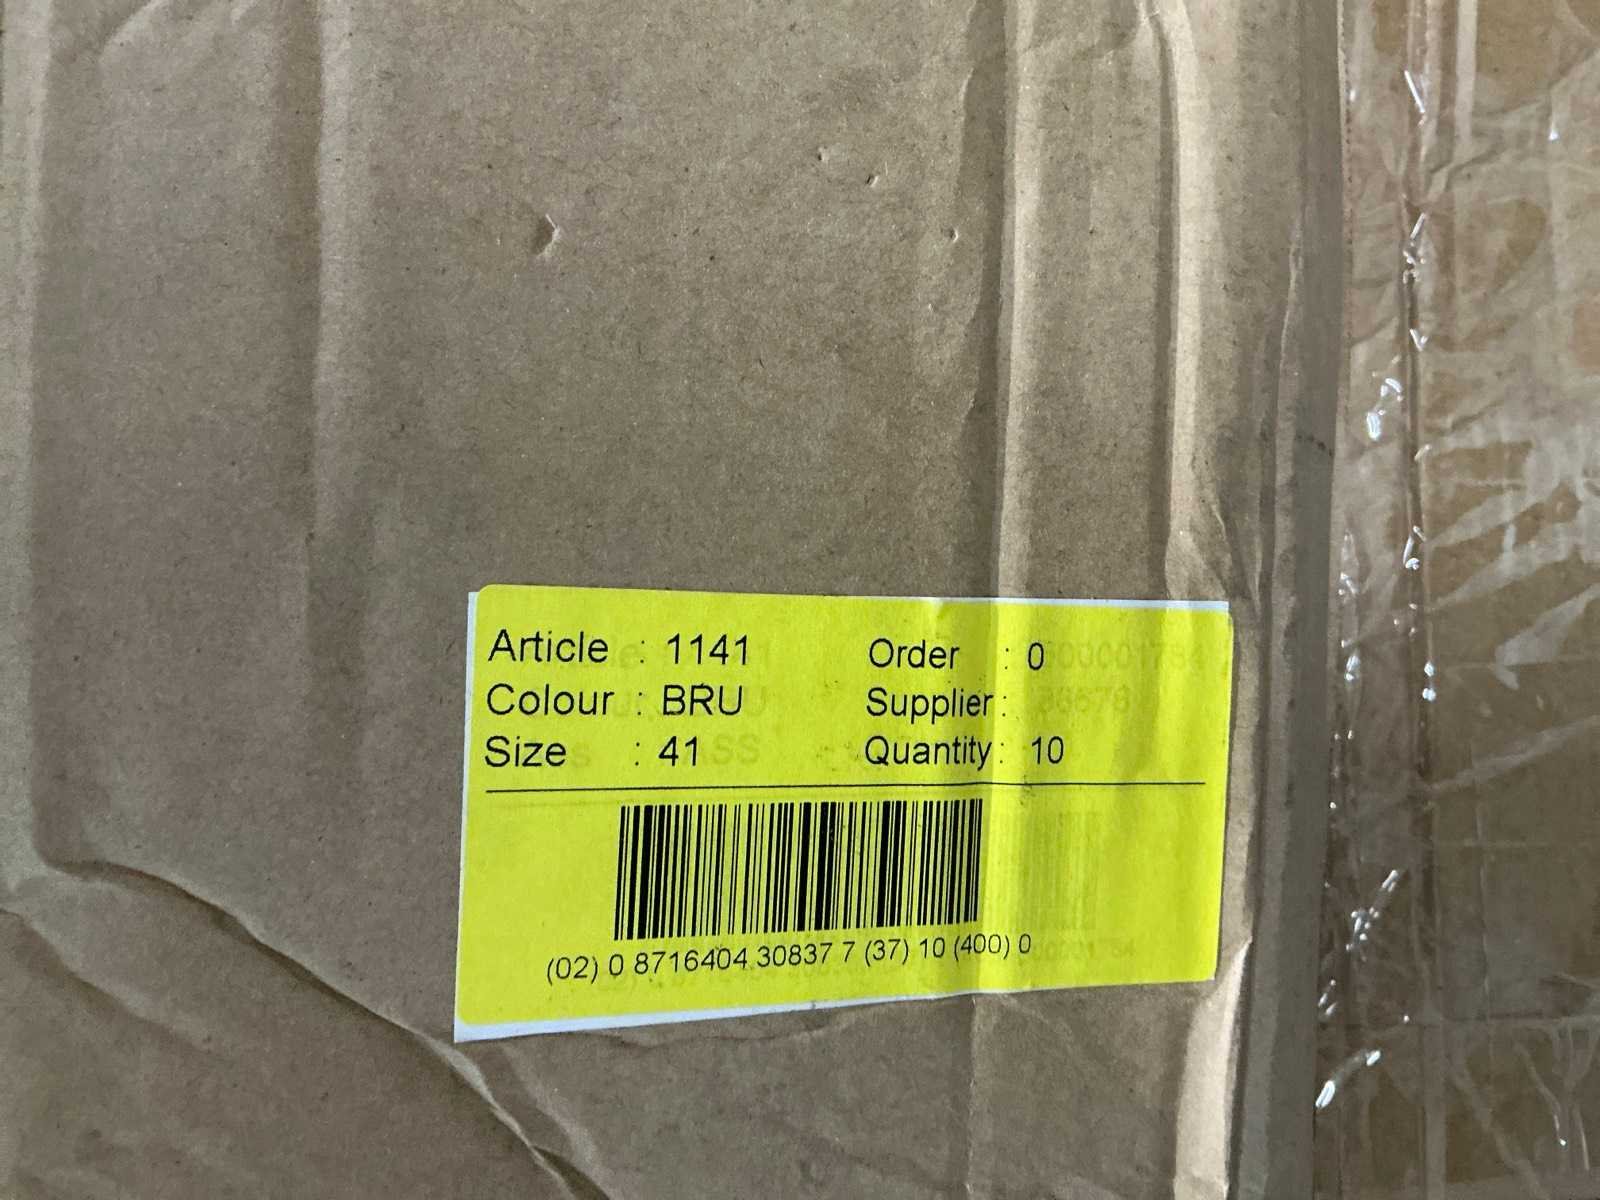 Article : 1141
Colour : BRU
Size : 41
Order : 0
Supplier :
Quantity : 10
(02) 0 8716404 30837 7 (37) 10 (400) 0